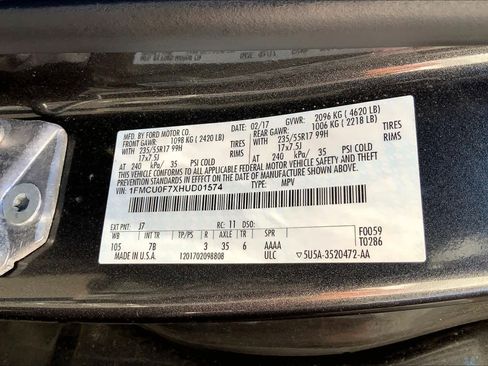 MFD. BY FORD MOTOR CO.
DATE: 02/17 GVWR: 2096 KG ( 4620 LB)
FRONT GAWR: 1098 KG ( 2420 LB) REAR GAWR: 1006 KG ( 2218 LB)
WITH 235/55R17 99H WITH 235/55R17 99H
17x7.5J 17x7.5J
AT 240 kPa/ 35 PSI COLD AT 240 kPa/ 35 PSI COLD
THIS VEHICLE CONFORMS TO ALL APPLICABLE FEDERAL MOTOR VEHICLE SAFETY AND THEFT
PREVENTION STANDARDS IN EFFECT ON THE DATE OF MANUFACTURE SHOWN ABOVE.
VIN: 1FMCU0F7XHUD01574 TYPE: MPV
EXT PNT: J7 RC: 11 DSO: F0059
WB INT TR TP/PS R AXLE TR SPR T0286
105 7B 3 35 6 AAAA
MADE IN U.S.A. 1201702098808 ULC 5U5A-3520472-AA